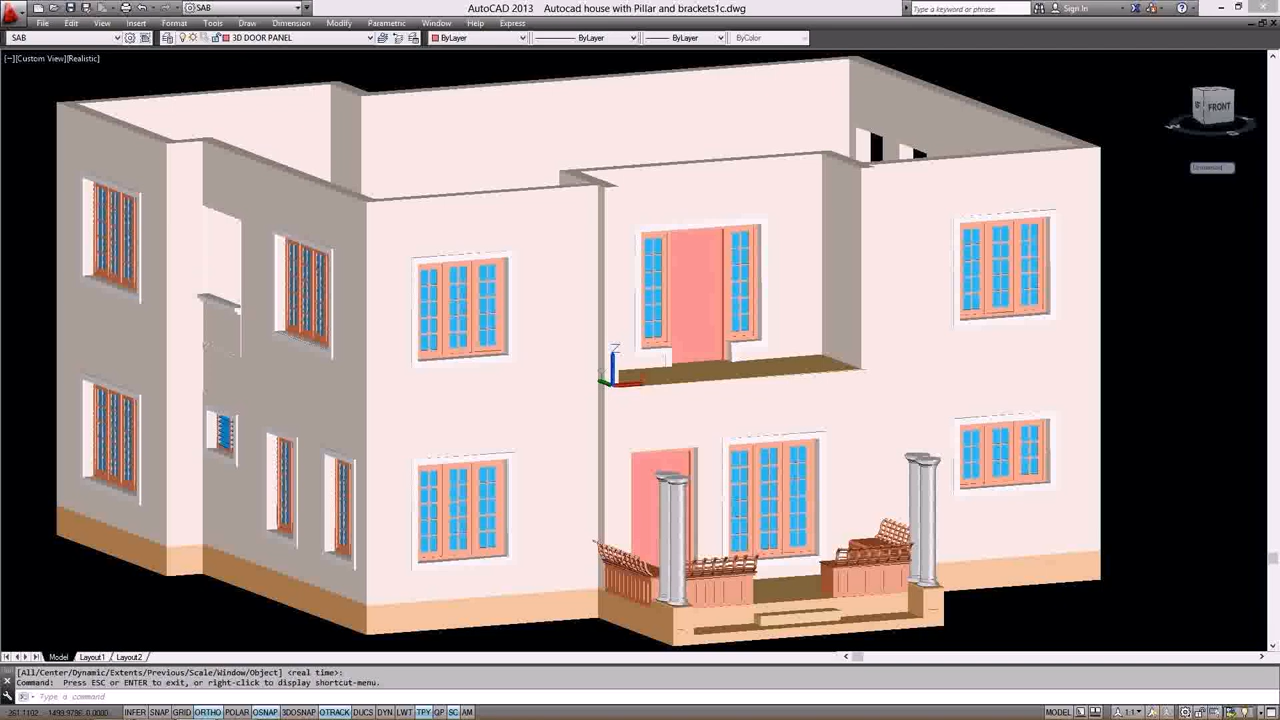 SAB
AutoCAD 2013 Autocad house with Pillar and brackets1c.dwg
Type a keyword or phrase
Sign In
File Edit View Insert Format Tools Draw Dimension Modify Parametric Window Help Express
SAB
3D DOOR PANEL
ByLayer
ByLayer
ByLayer
ByColor
[−][Custom View][Realistic]
FRONT
Unnamed
Z
Model Layout1 Layout2
[All/Center/Dynamic/Extents/Previous/Scale/Window/Object] <real time>:
Command: Press ESC or ENTER to exit, or right-click to display shortcut-menu.
Type a command
INFER SNAP GRID ORTHO POLAR OSNAP 3DOSNAP OTRACK DUCS DYN LWT TPY QP SC AM
MODEL
1:1